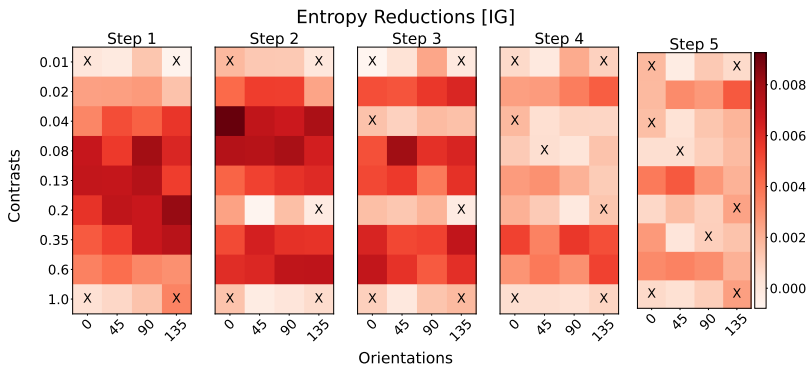 Entropy Reductions [IG]
Step 1 Step 2 Step 3 Step 4 Step 5
Contrasts
0.01 X X X X X X X X X X
0.02
0.04 X X X
0.08 X X
0.13
0.2 X X X X
0.35 X
0.6
1.0 X X X X X X X X X X
0 45 90 135 0 45 90 135 0 45 90 135 0 45 90 135 0 45 90 135
Orientations
0.008
0.006
0.004
0.002
0.000